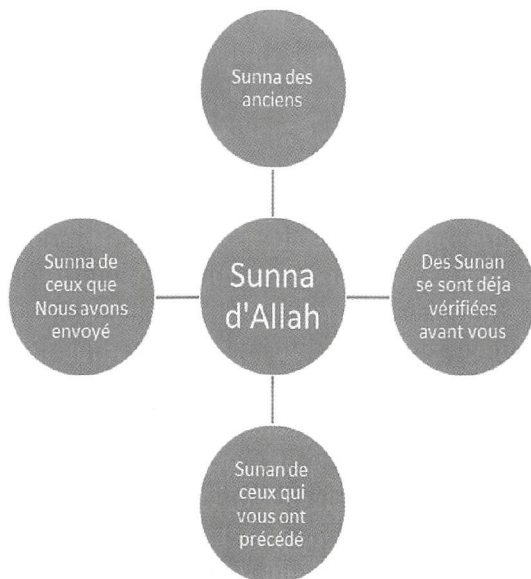 Sunna des
anciens
Sunna de
ceux que
Nous avons
envoyé
Sunna
d'Allah
Des Sunan
se sont déja
vérifiées
avant vous
Sunan de
ceux qui
vous ont
précédé